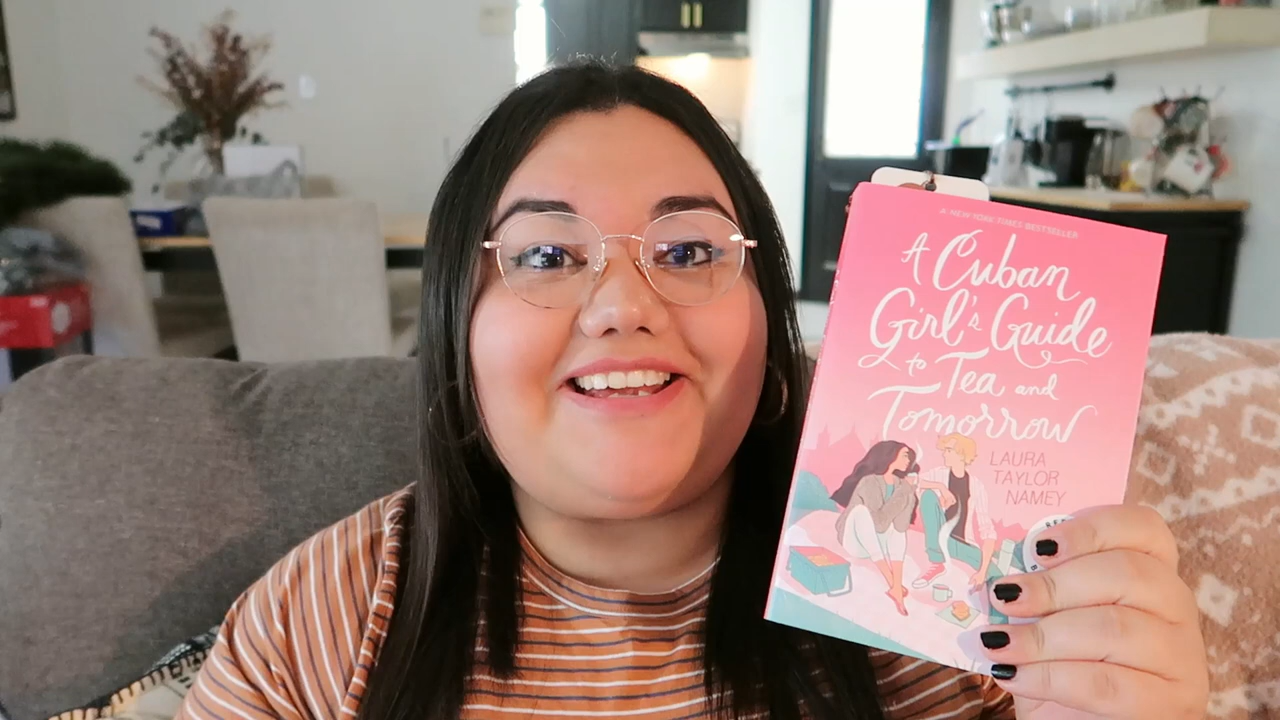 A NEW YORK TIMES BESTSELLER
A Cuban
Girl's Guide
to Tea and
Tomorrow
LAURA
TAYLOR
NAMEY